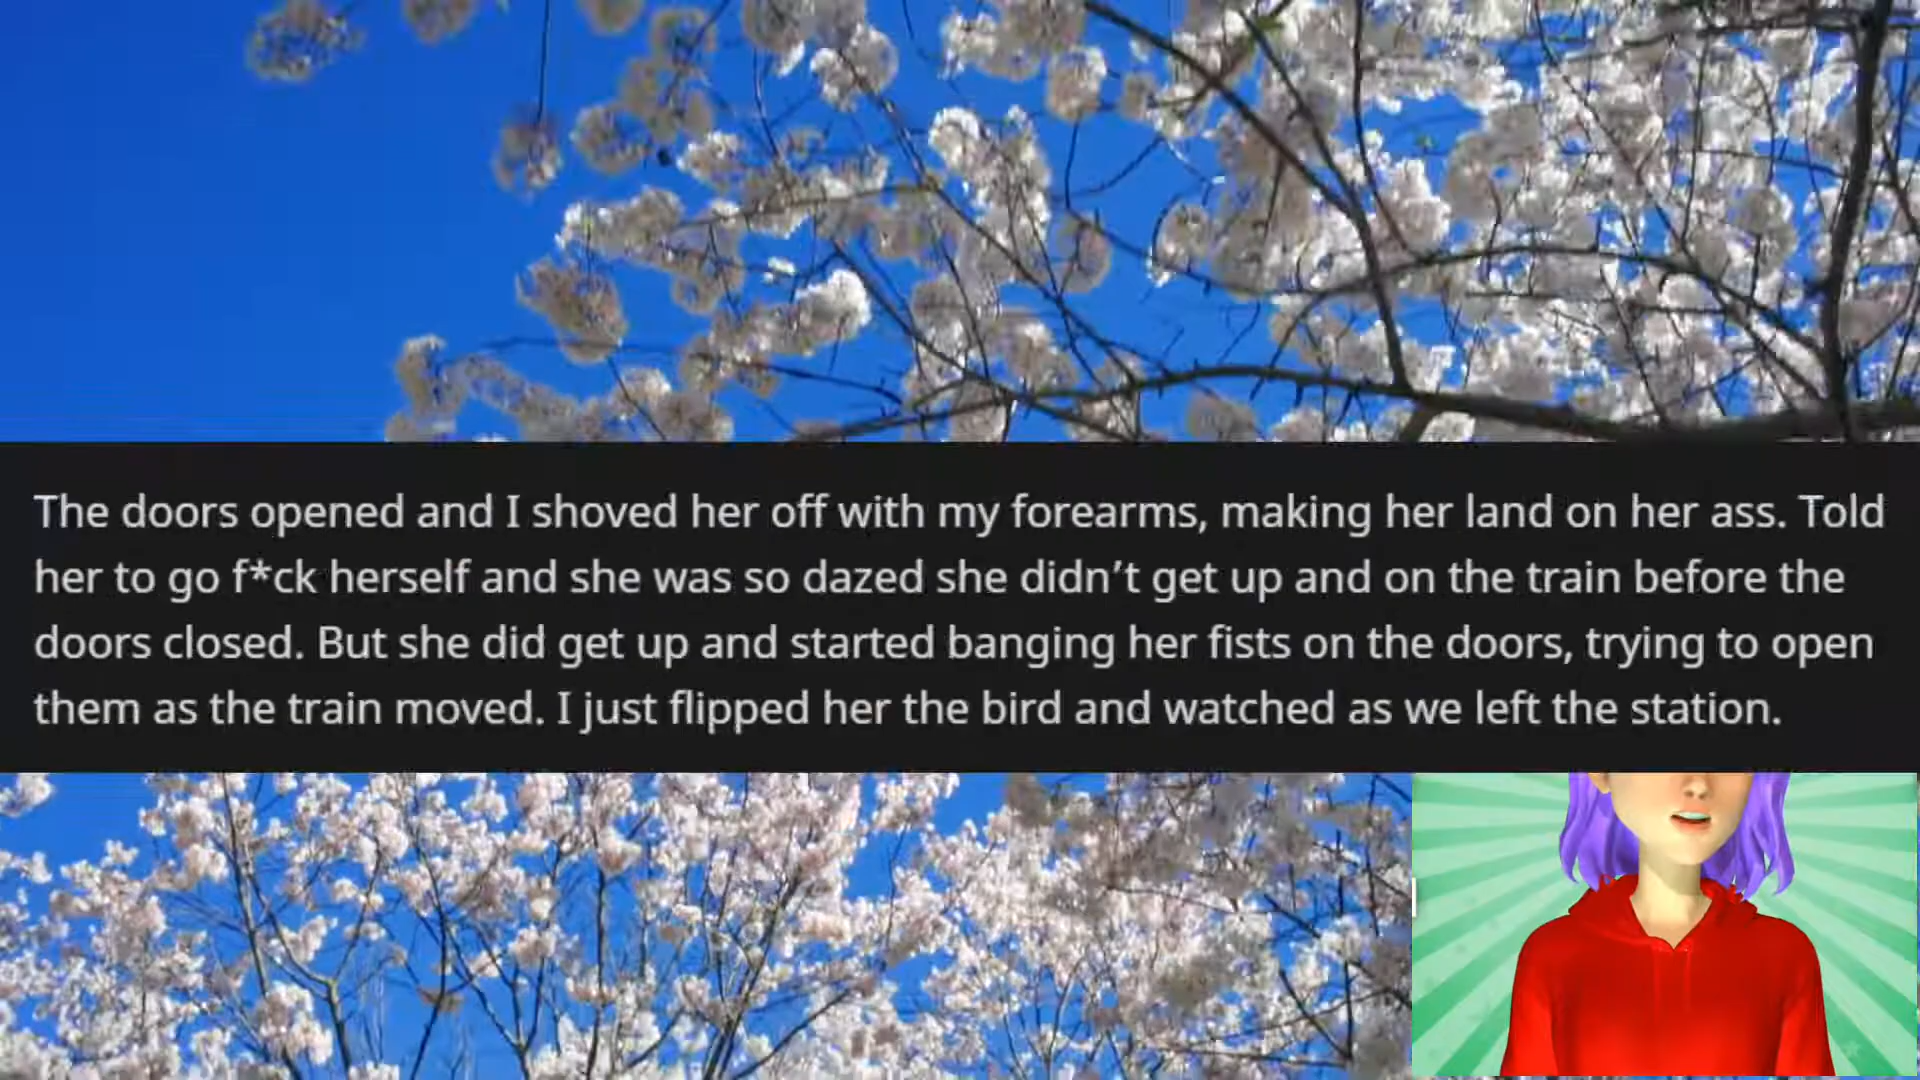 The doors opened and I shoved her off with my forearms, making her land on her ass. Told
her to go f*ck herself and she was so dazed she didn’t get up and on the train before the
doors closed. But she did get up and started banging her fists on the doors, trying to open
them as the train moved. I just flipped her the bird and watched as we left the station.